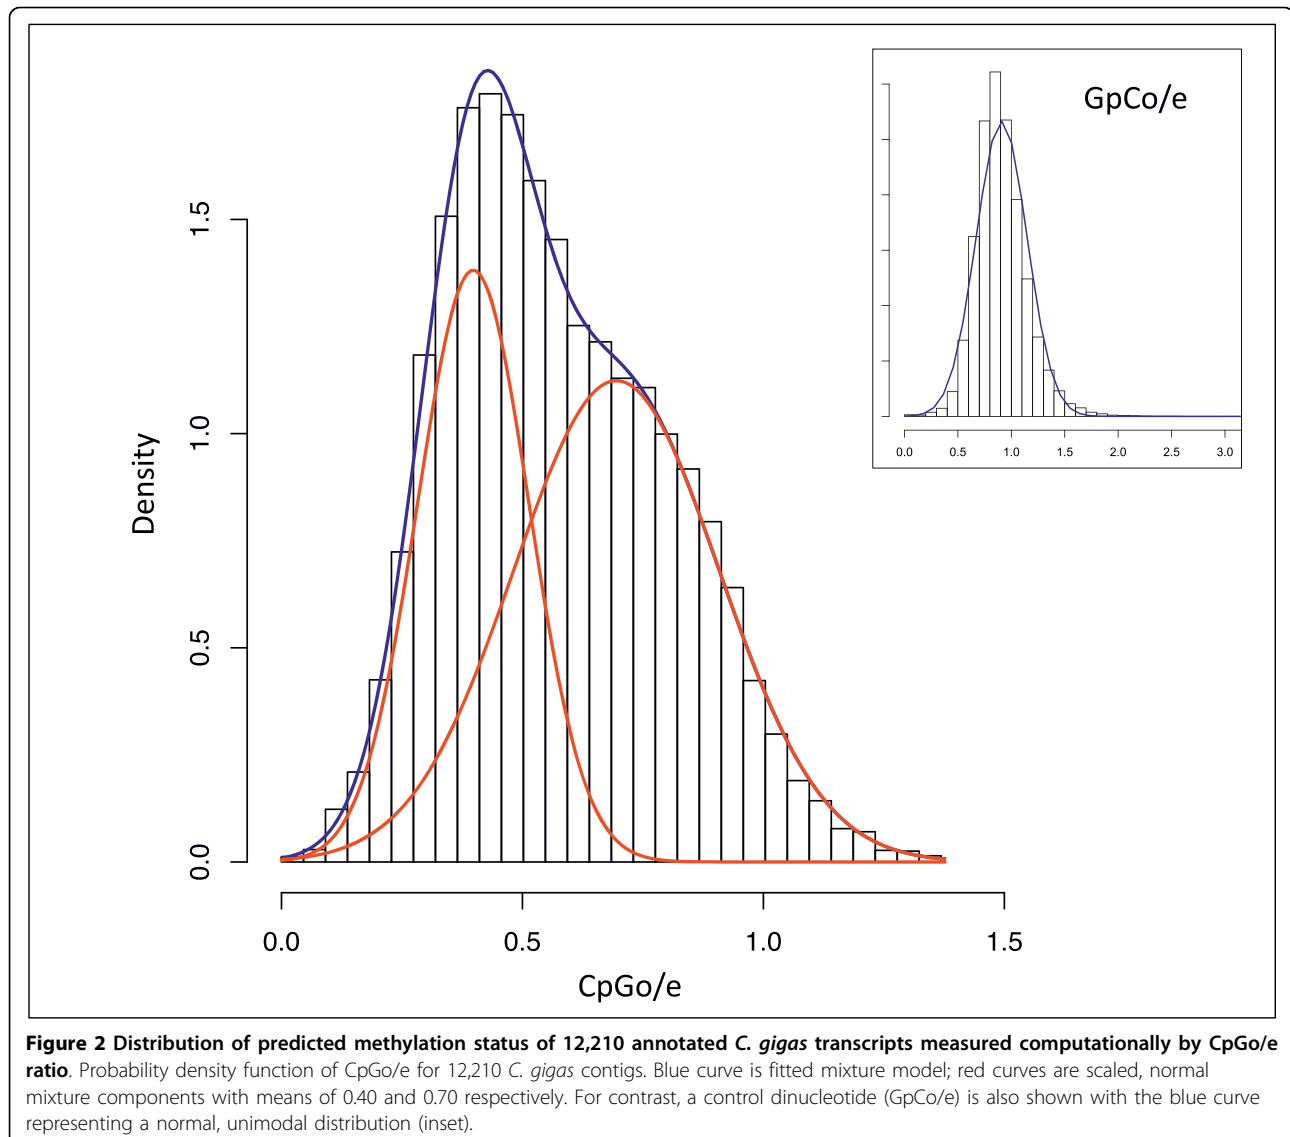 GpCo/e
0.0 0.5 1.0 1.5 2.0 2.5 3.0
Density
1.5
1.0
0.5
0.0
0.0 0.5 1.0 1.5
CpGo/e
Figure 2 Distribution of predicted methylation status of 12,210 annotated C. gigas transcripts measured computationally by CpGo/e
ratio. Probability density function of CpGo/e for 12,210 C. gigas contigs. Blue curve is fitted mixture model; red curves are scaled, normal
mixture components with means of 0.40 and 0.70 respectively. For contrast, a control dinucleotide (GpCo/e) is also shown with the blue curve
representing a normal, unimodal distribution (inset).